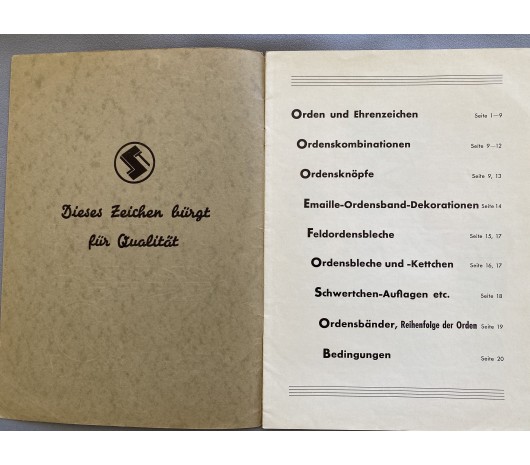 Dieses Zeichen bürgt
für Qualität
Orden und Ehrenzeichen Seite 1–9
Ordenskombinationen Seite 9–12
Ordensknöpfe Seite 9, 13
Emaille-Ordensband-Dekorationen Seite 14
Feldordensbleche Seite 15, 17
Ordensbleche und -Kettchen Seite 16, 17
Schwertchen-Auflagen etc. Seite 18
Ordensbänder, Reihenfolge der Orden Seite 19
Bedingungen Seite 20